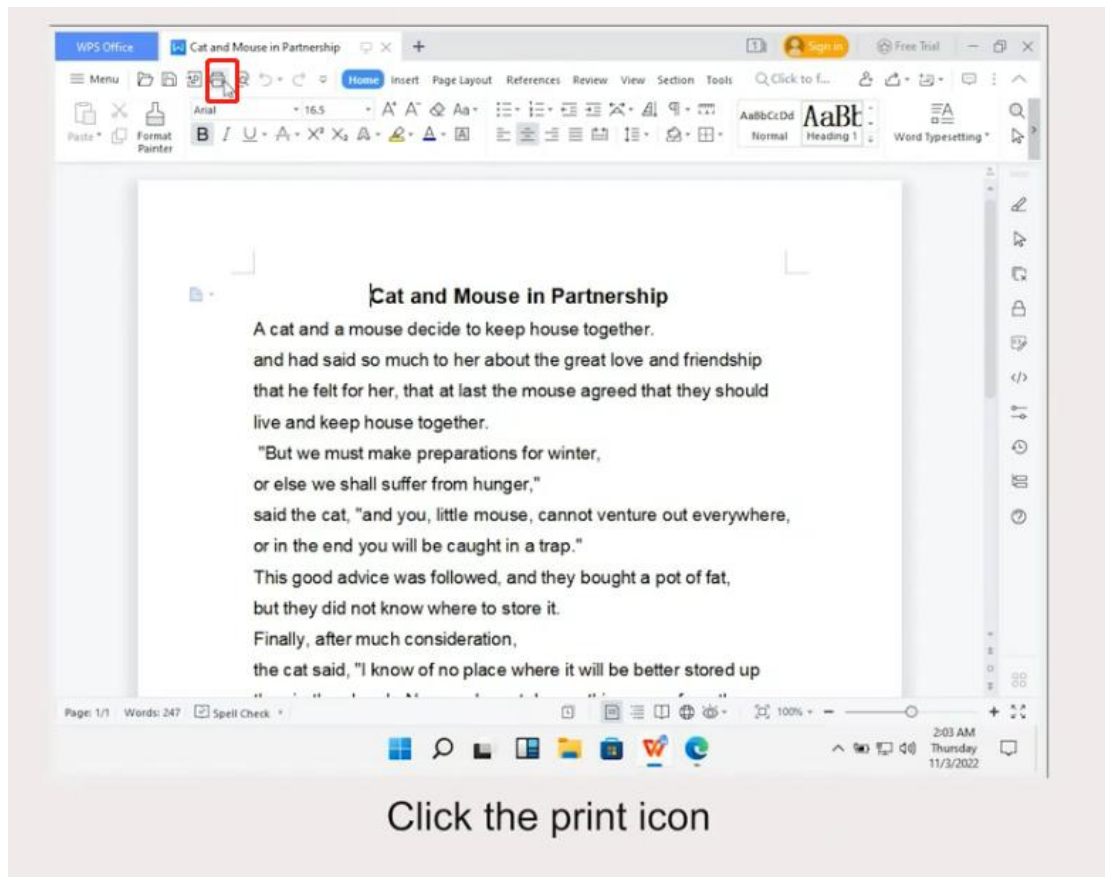 WPS Office
Cat and Mouse in Partnership
Sign in
Free Trial
Menu
Home
Insert
Page Layout
References
Review
View
Section
Tools
Click to f...
Paste
Format
Painter
Arial
16.5
AaBbCcDd
Normal
AaBb
Heading 1
Word Typesetting
Cat and Mouse in Partnership
A cat and a mouse decide to keep house together.
and had said so much to her about the great love and friendship
that he felt for her, that at last the mouse agreed that they should
live and keep house together.
"But we must make preparations for winter,
or else we shall suffer from hunger,"
said the cat, "and you, little mouse, cannot venture out everywhere,
or in the end you will be caught in a trap."
This good advice was followed, and they bought a pot of fat,
but they did not know where to store it.
Finally, after much consideration,
the cat said, "I know of no place where it will be better stored up
Page: 1/1 Words: 247 Spell Check
100%
2:03 AM
Thursday
11/3/2022
Click the print icon